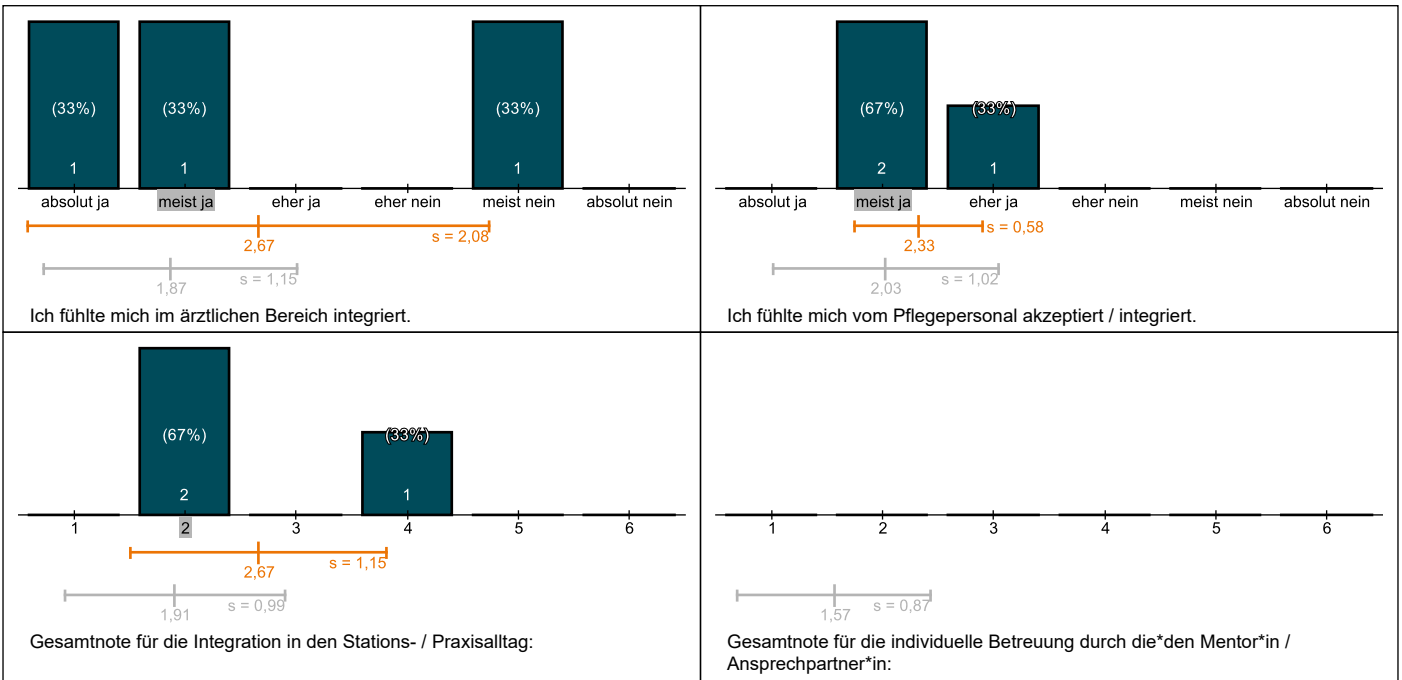 (33%) (33%) (33%)
1 1 1
absolut ja meist ja eher ja eher nein meist nein absolut nein
s = 2,08
2,67
s = 1,15
1,87
Ich fühlte mich im ärztlichen Bereich integriert.
(67%) (33%)
2 1
absolut ja meist ja eher ja eher nein meist nein absolut nein
s = 0,58
2,33
s = 1,02
2,03
Ich fühlte mich vom Pflegepersonal akzeptiert / integriert.
(67%) (33%)
2 1
1 2 3 4 5 6
s = 1,15
2,67
s = 0,99
1,91
Gesamtnote für die Integration in den Stations- / Praxisalltag:
1 2 3 4 5 6
s = 0,87
1,57
Gesamtnote für die individuelle Betreuung durch die*den Mentor*in /
Ansprechpartner*in: